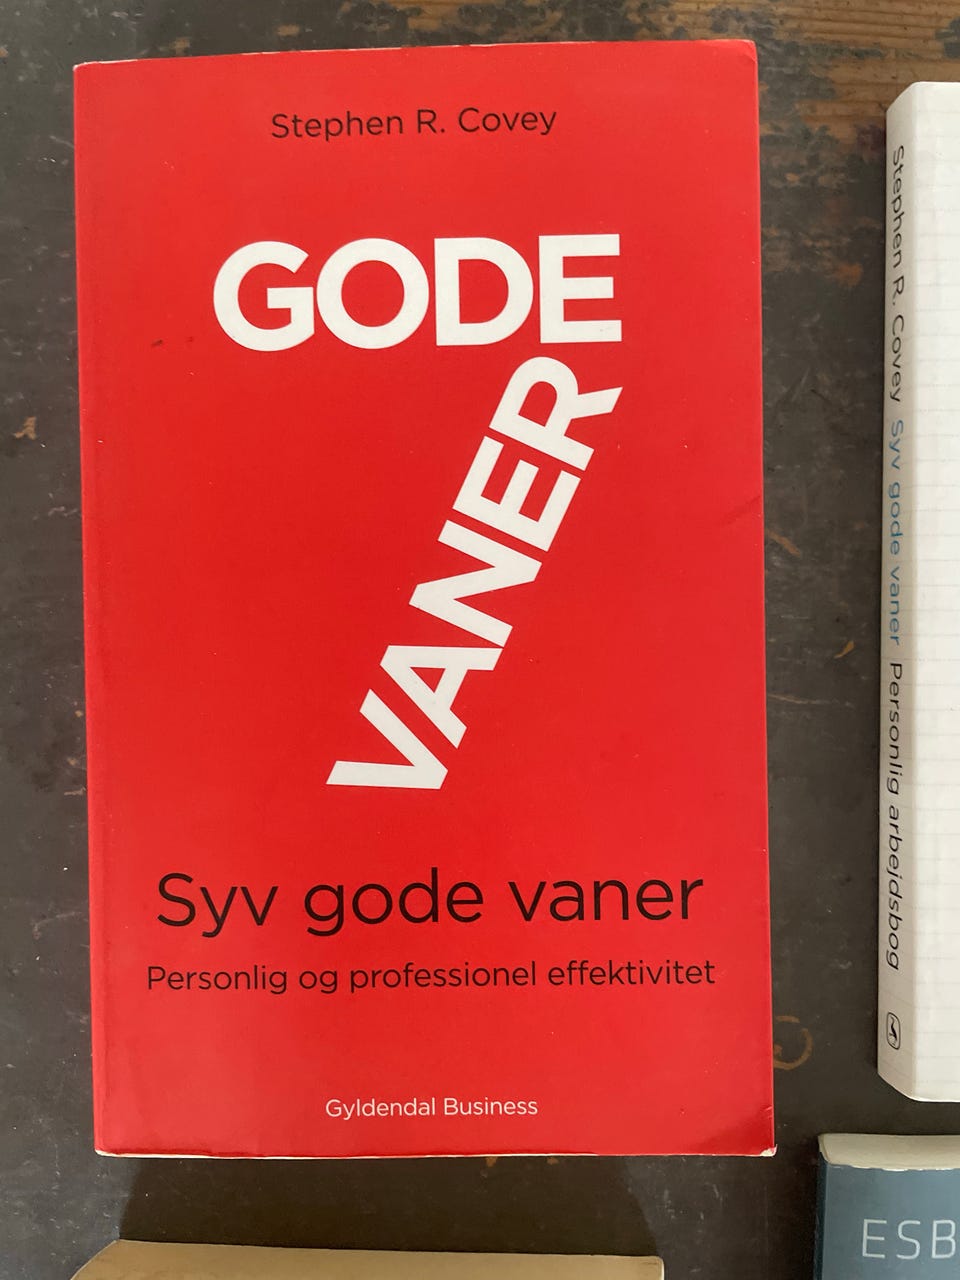 Stephen R. Covey
GODE
VANER
Syv gode vaner
Personlig og professionel effektivitet
Gyldendal Business
Stephen R. Covey Syv gode vaner Personlig arbejdsbog
ESB